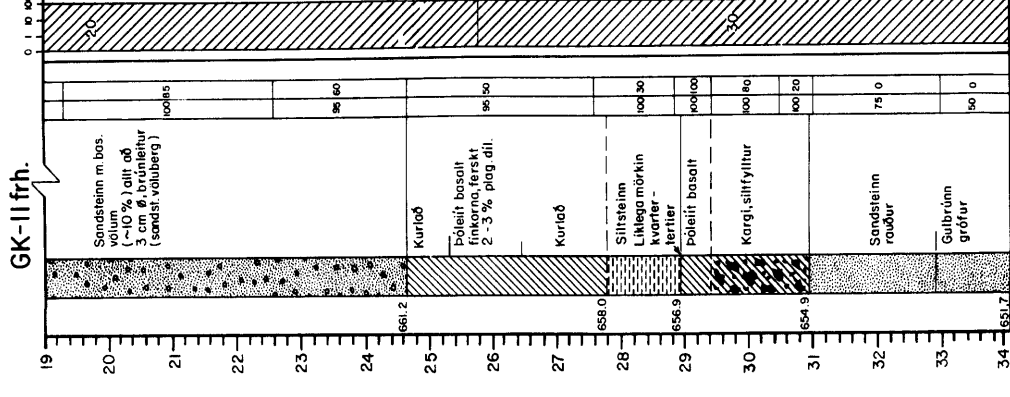 GK-11 frh.
0 10
20
30
100 85
95 60
95 50
100 30
100 100
100 80
100 20
75 0
50 0
Sandsteinn m. bas.
völum
(~10 %) allt að
3 cm ø, brúnleitur
(sandst. völuberg)
Kurlað
Þóleiít basalt
fínkorna, ferskt
2 - 3 % plag. díl.
Kurlað
Siltsteinn
Líklega mörkin
kvarter -
tertíer
Þóleiít basalt
Kargi, siltfylltur
Sandsteinn
rauður
Gulbrúnn
grófur
661.2
658.0
656.9
654.9
651.7
19
20
21
22
23
24
25
26
27
28
29
30
31
32
33
34